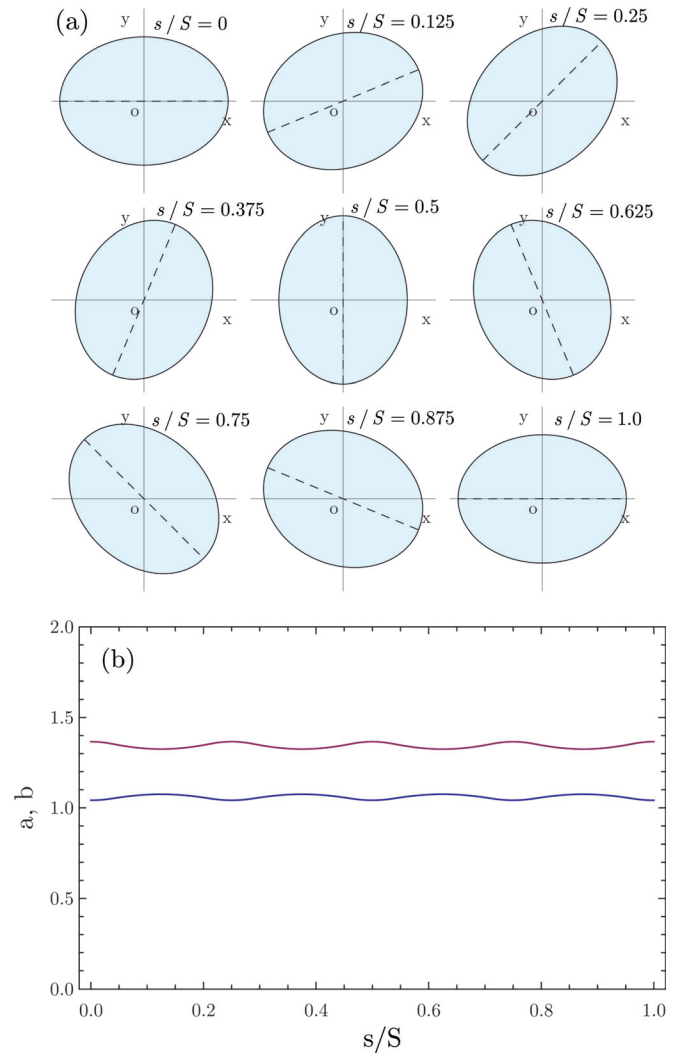 (a)
y s/S = 0
o
x
y s/S = 0.125
o
x
y s/S = 0.25
o
x
y s/S = 0.375
o
x
y s/S = 0.5
o
x
y s/S = 0.625
o
x
y s/S = 0.75
o
x
y s/S = 0.875
o
x
y s/S = 1.0
o
x
(b)
2.0
1.5
1.0
0.5
0.0
a, b
0.0 0.2 0.4 0.6 0.8 1.0
s/S